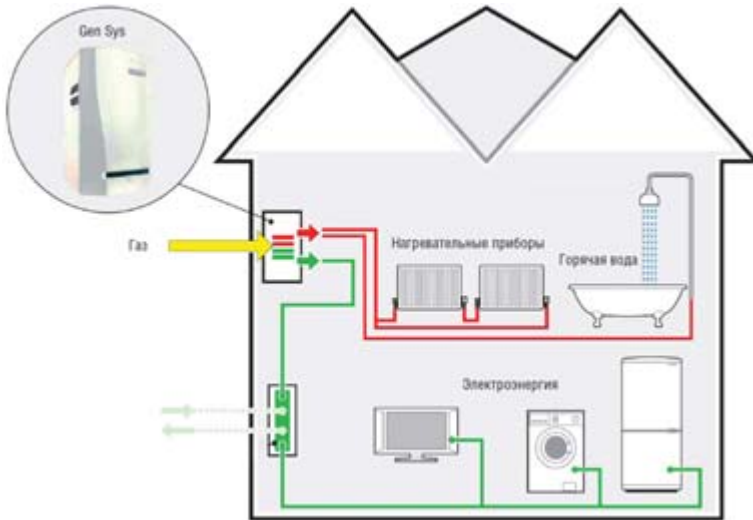 Gen Sys
Газ
Нагревательные приборы
Горячая вода
Электроэнергия